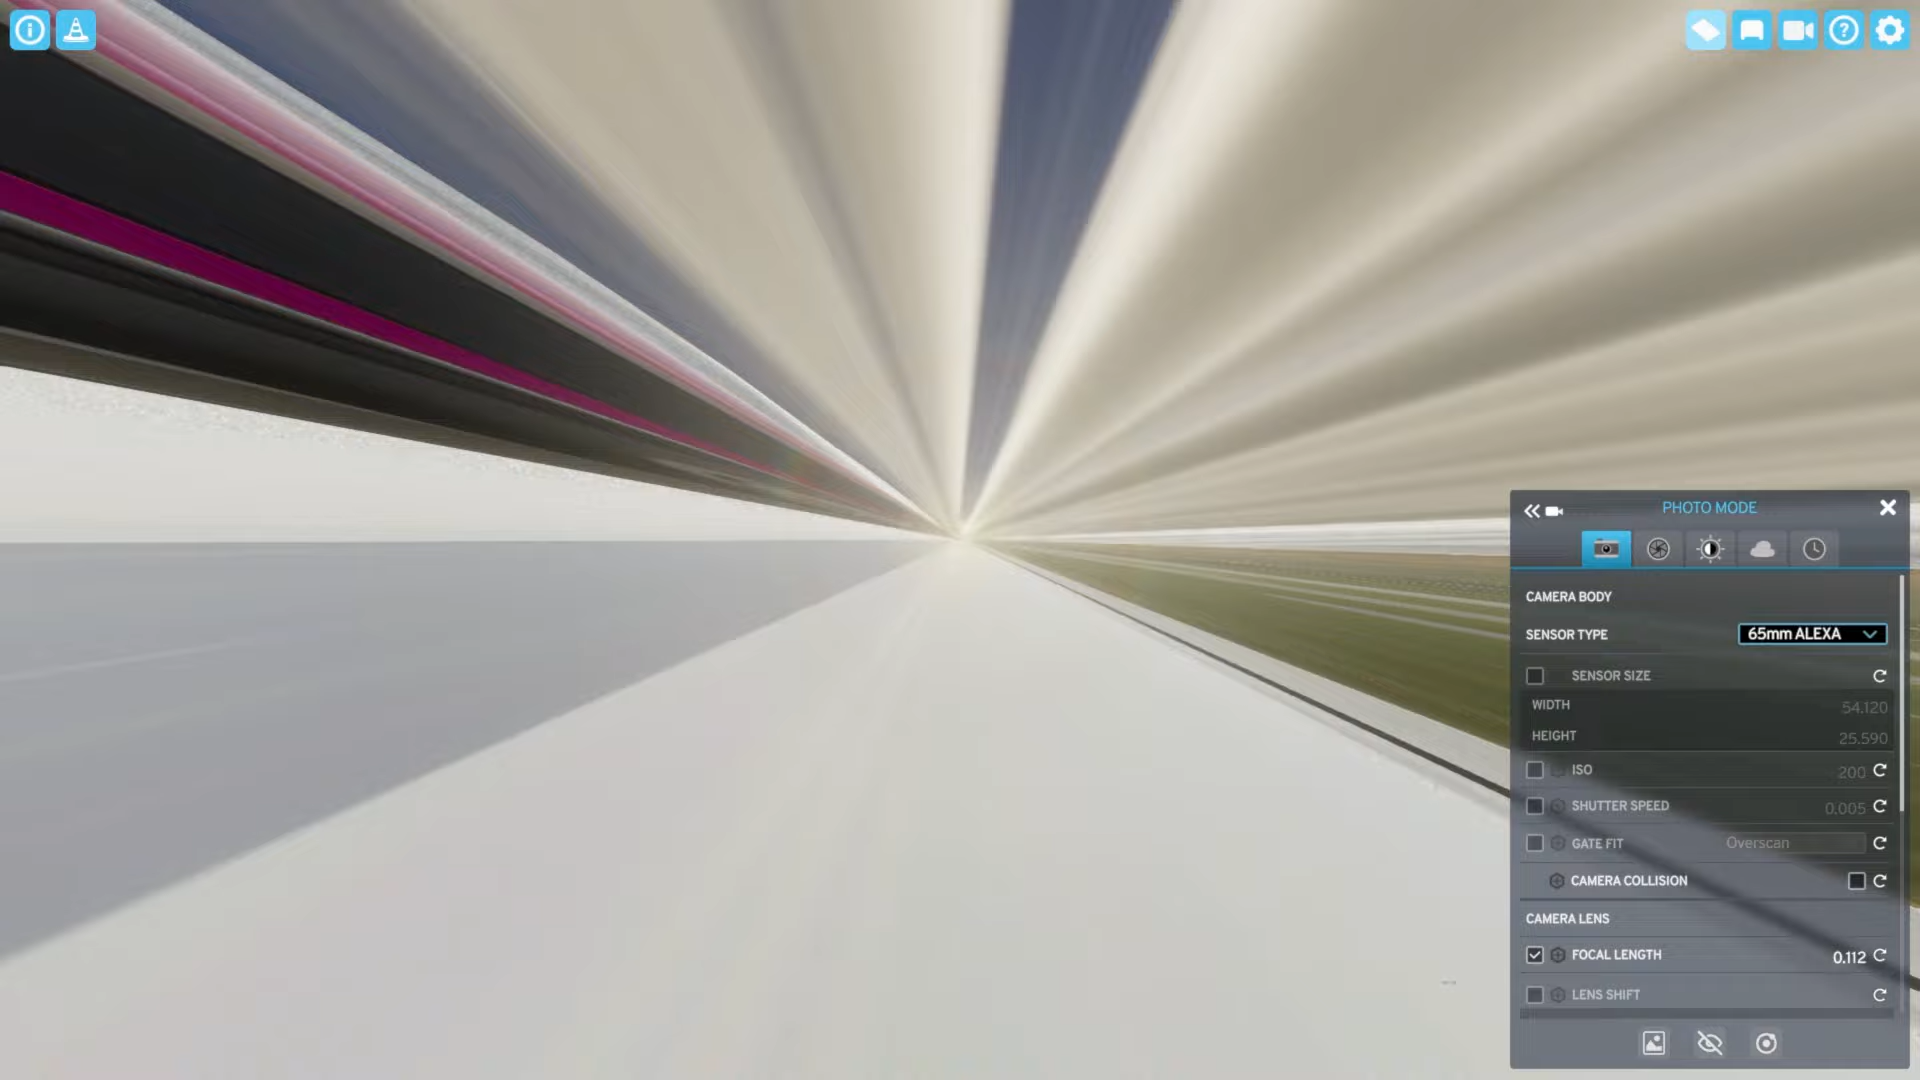 PHOTO MODE
CAMERA BODY
SENSOR TYPE 65mm ALEXA
SENSOR SIZE
WIDTH 54.120
HEIGHT 25.590
ISO 200
SHUTTER SPEED 0.005
GATE FIT Overscan
CAMERA COLLISION
CAMERA LENS
FOCAL LENGTH 0.112
LENS SHIFT